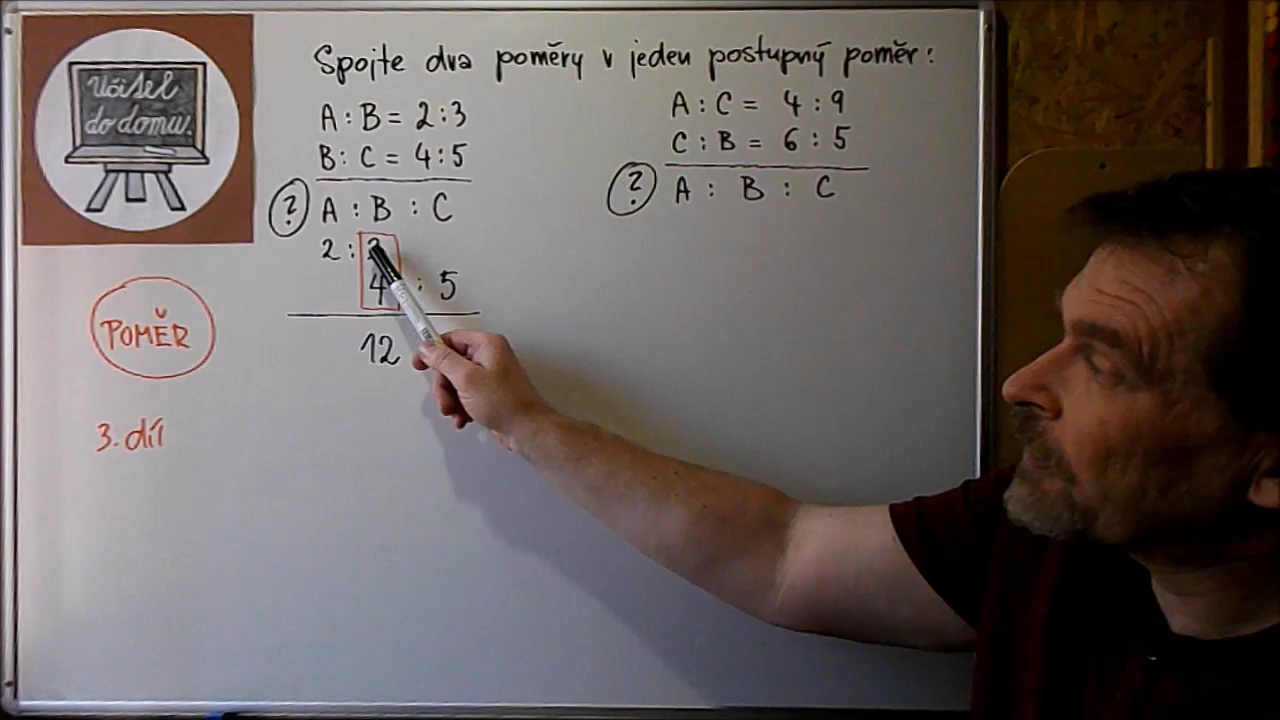 Učitel
do domu.
POMĚR
3. díl
Spojte dva poměry v jeden postupný poměr:
A : B = 2 : 3
B : C = 4 : 5
? A : B : C
2 : 3
4 : 5
12
A : C = 4 : 9
C : B = 6 : 5
? A : B : C